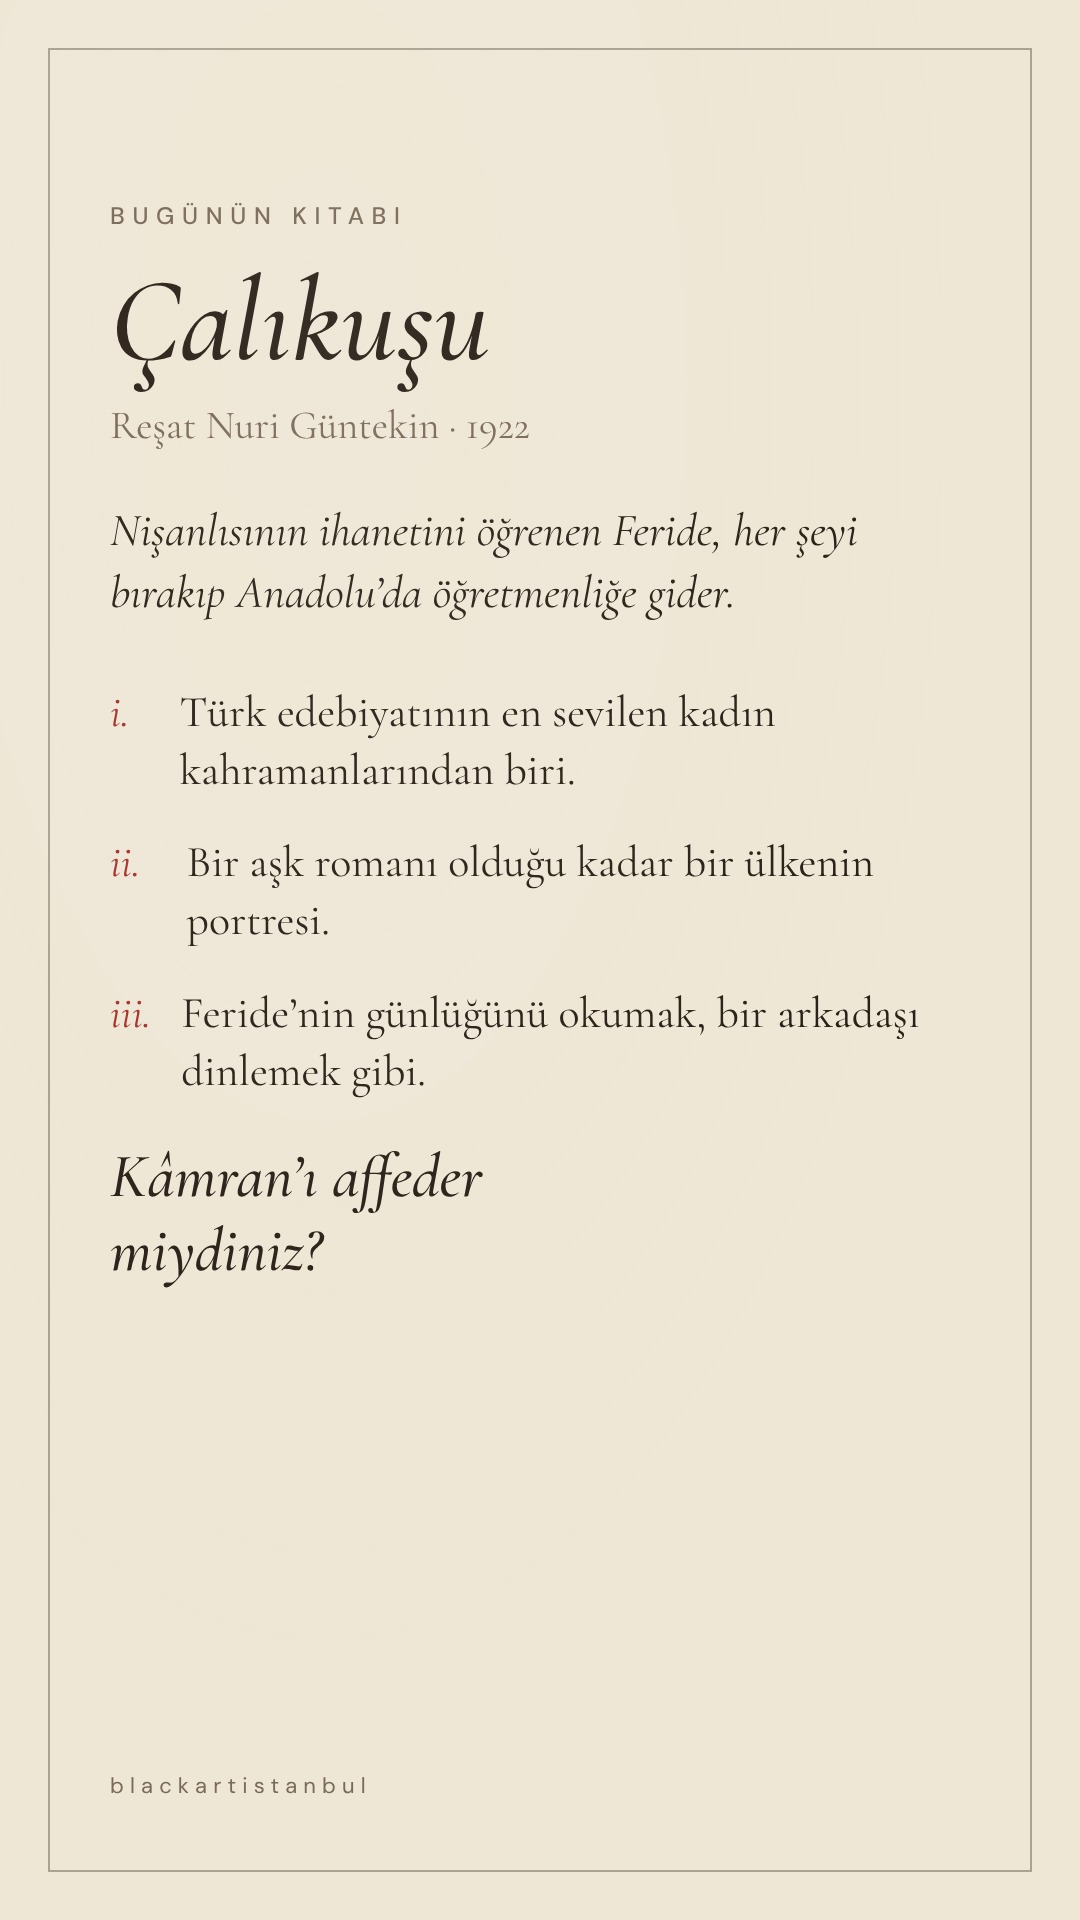 BUGÜNÜN KITABI
Çalıkuşu
Reşat Nuri Güntekin · 1922
Nişanlısının ihanetini öğrenen Feride, her şeyi
bırakıp Anadolu’da öğretmenliğe gider.
i. Türk edebiyatının en sevilen kadın
kahramanlarından biri.
ii. Bir aşk romanı olduğu kadar bir ülkenin
portresi.
iii. Feride’nin günlüğünü okumak, bir arkadaşı
dinlemek gibi.
Kâmran’ı affeder
miydiniz?
blackartistanbul